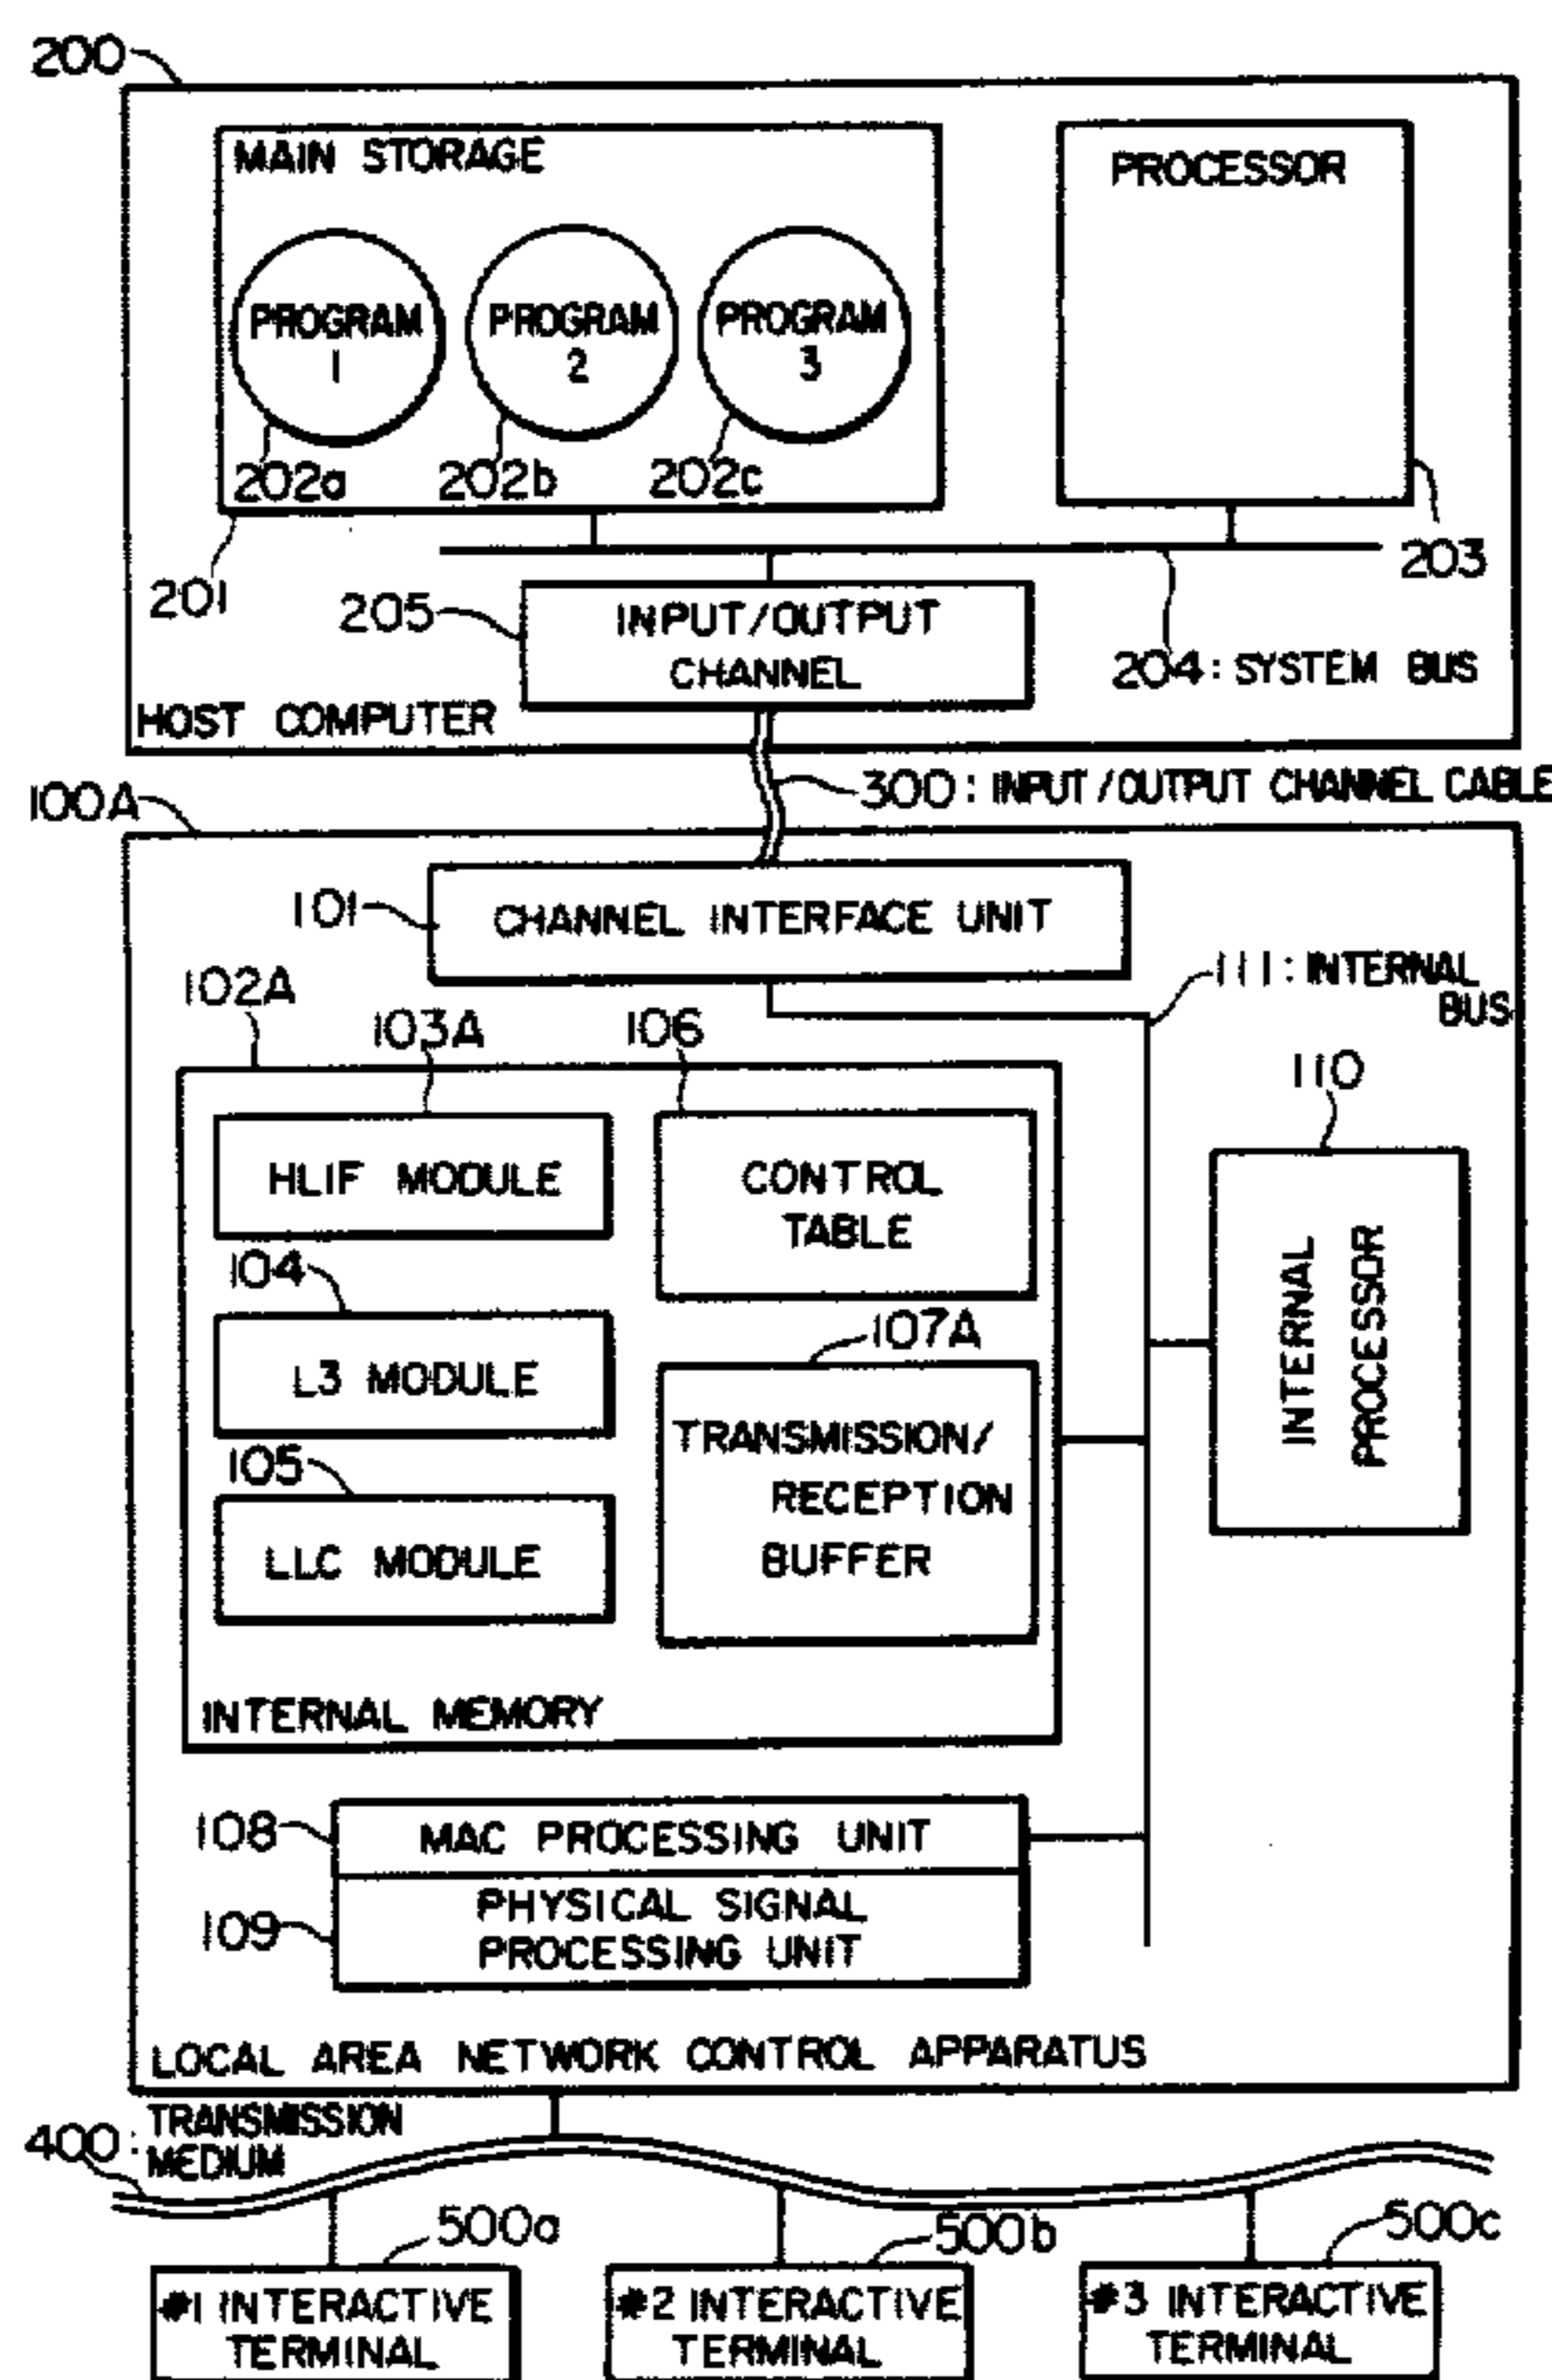 200
MAIN STORAGE
PROCESSOR
PROGRAM
1
PROGRAM
2
PROGRAM
3
202a
202b
202c
201
203
205
INPUT/OUTPUT
CHANNEL
204: SYSTEM BUS
HOST COMPUTER
300: INPUT/OUTPUT CHANNEL CABLE
100A
101
CHANNEL INTERFACE UNIT
111: INTERNAL
BUS
102A
103A
106
110
HLIF MODULE
CONTROL
TABLE
104
L3 MODULE
107A
TRANSMISSION/
RECEPTION
BUFFER
INTERNAL
PROCESSOR
105
LLC MODULE
INTERNAL MEMORY
108
MAC PROCESSING UNIT
109
PHYSICAL SIGNAL
PROCESSING UNIT
LOCAL AREA NETWORK CONTROL APPARATUS
400: TRANSMISSION
MEDIUM
500a
500b
500c
#1 INTERACTIVE
TERMINAL
#2 INTERACTIVE
TERMINAL
#3 INTERACTIVE
TERMINAL